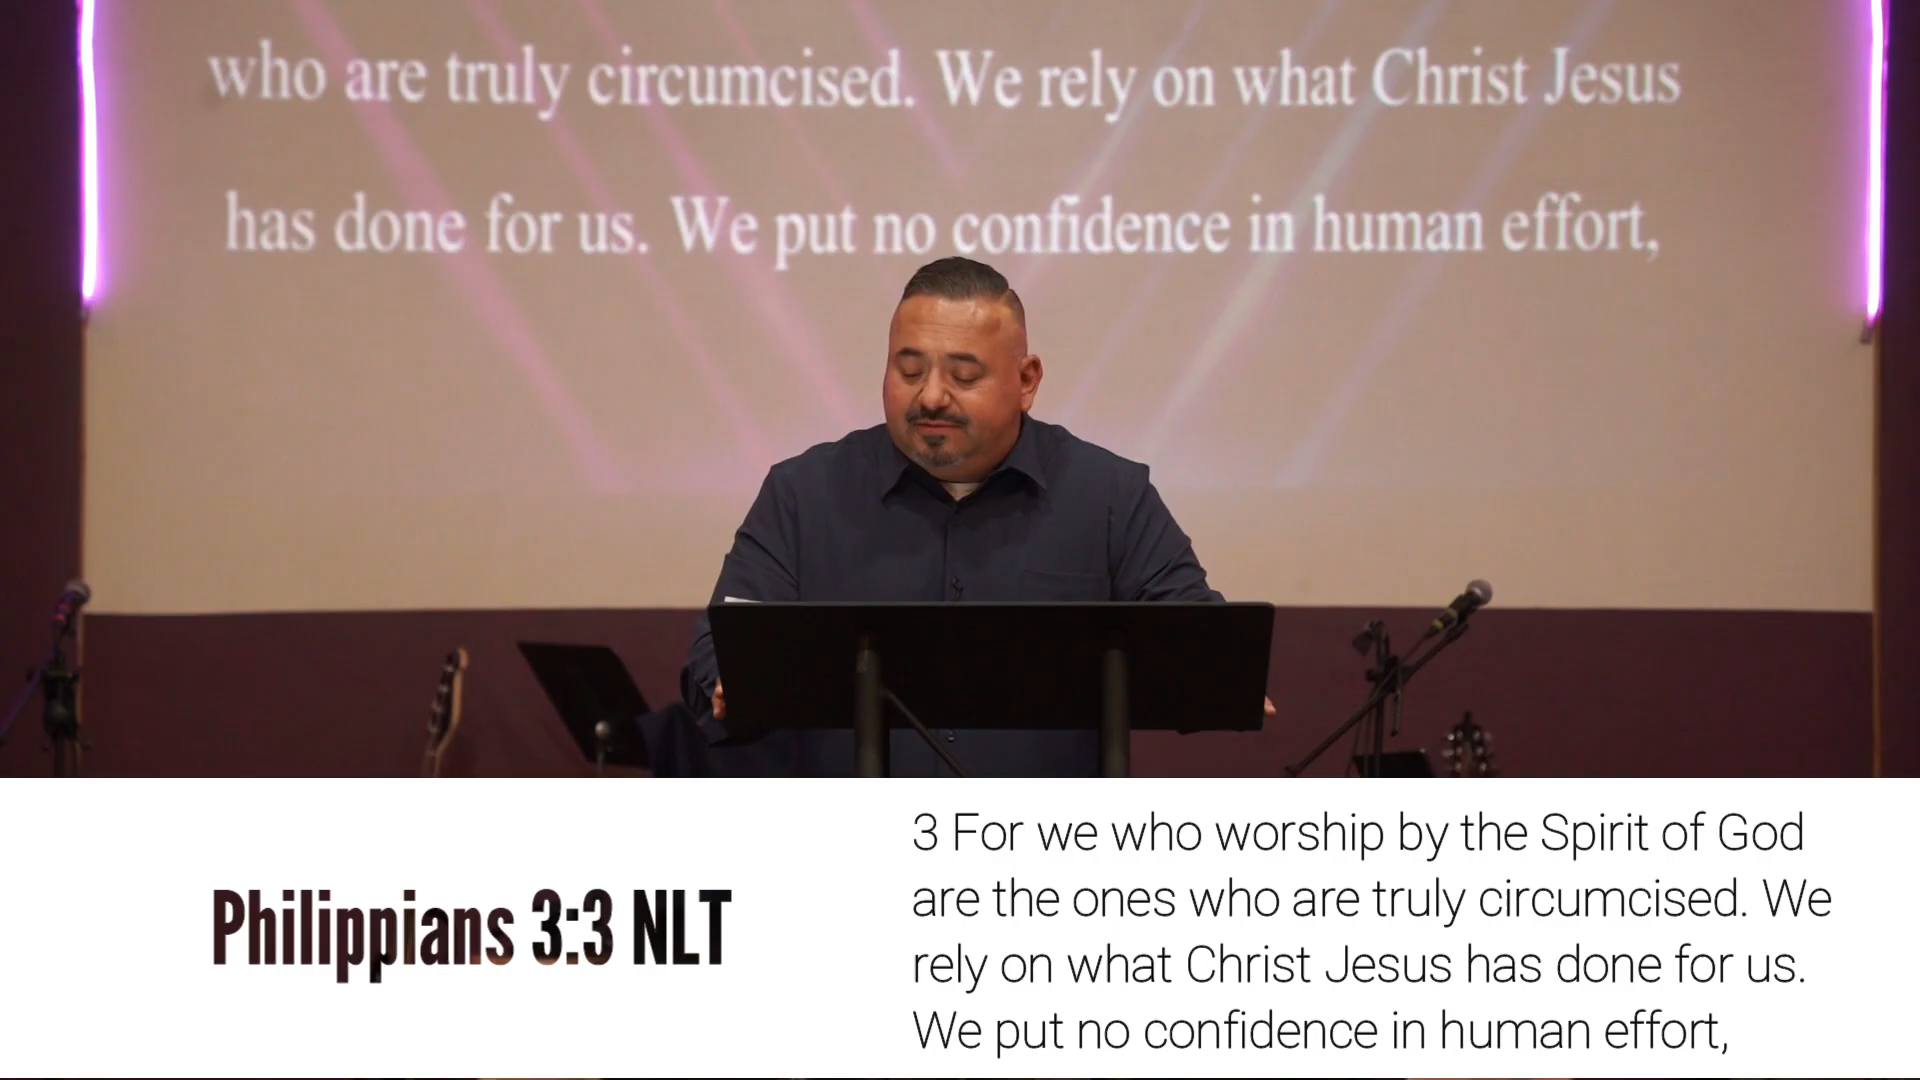 who are truly circumcised. We rely on what Christ Jesus
has done for us. We put no confidence in human effort,
Philippians 3:3 NLT
3 For we who worship by the Spirit of God
are the ones who are truly circumcised. We
rely on what Christ Jesus has done for us.
We put no confidence in human effort,